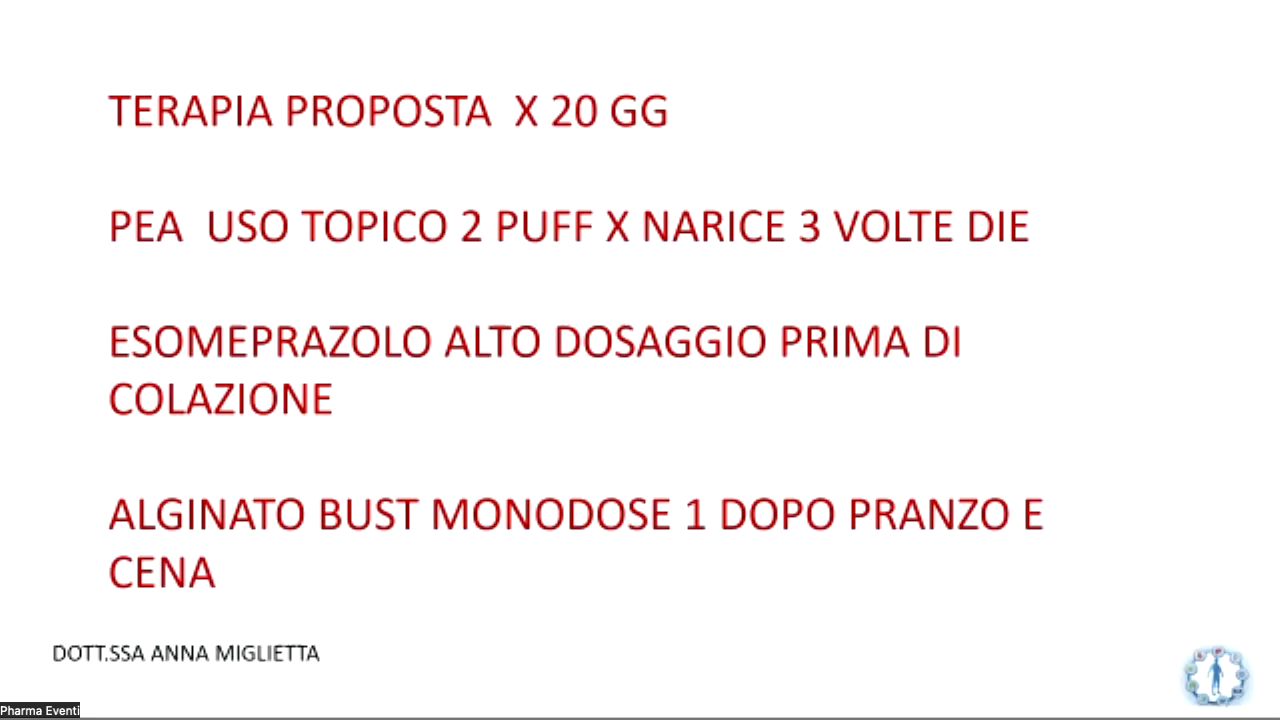 TERAPIA PROPOSTA X 20 GG
PEA USO TOPICO 2 PUFF X NARICE 3 VOLTE DIE
ESOMEPRAZOLO ALTO DOSAGGIO PRIMA DI
COLAZIONE
ALGINATO BUST MONODOSE 1 DOPO PRANZO E
CENA
DOTT.SSA ANNA MIGLIETTA
Pharma Eventi